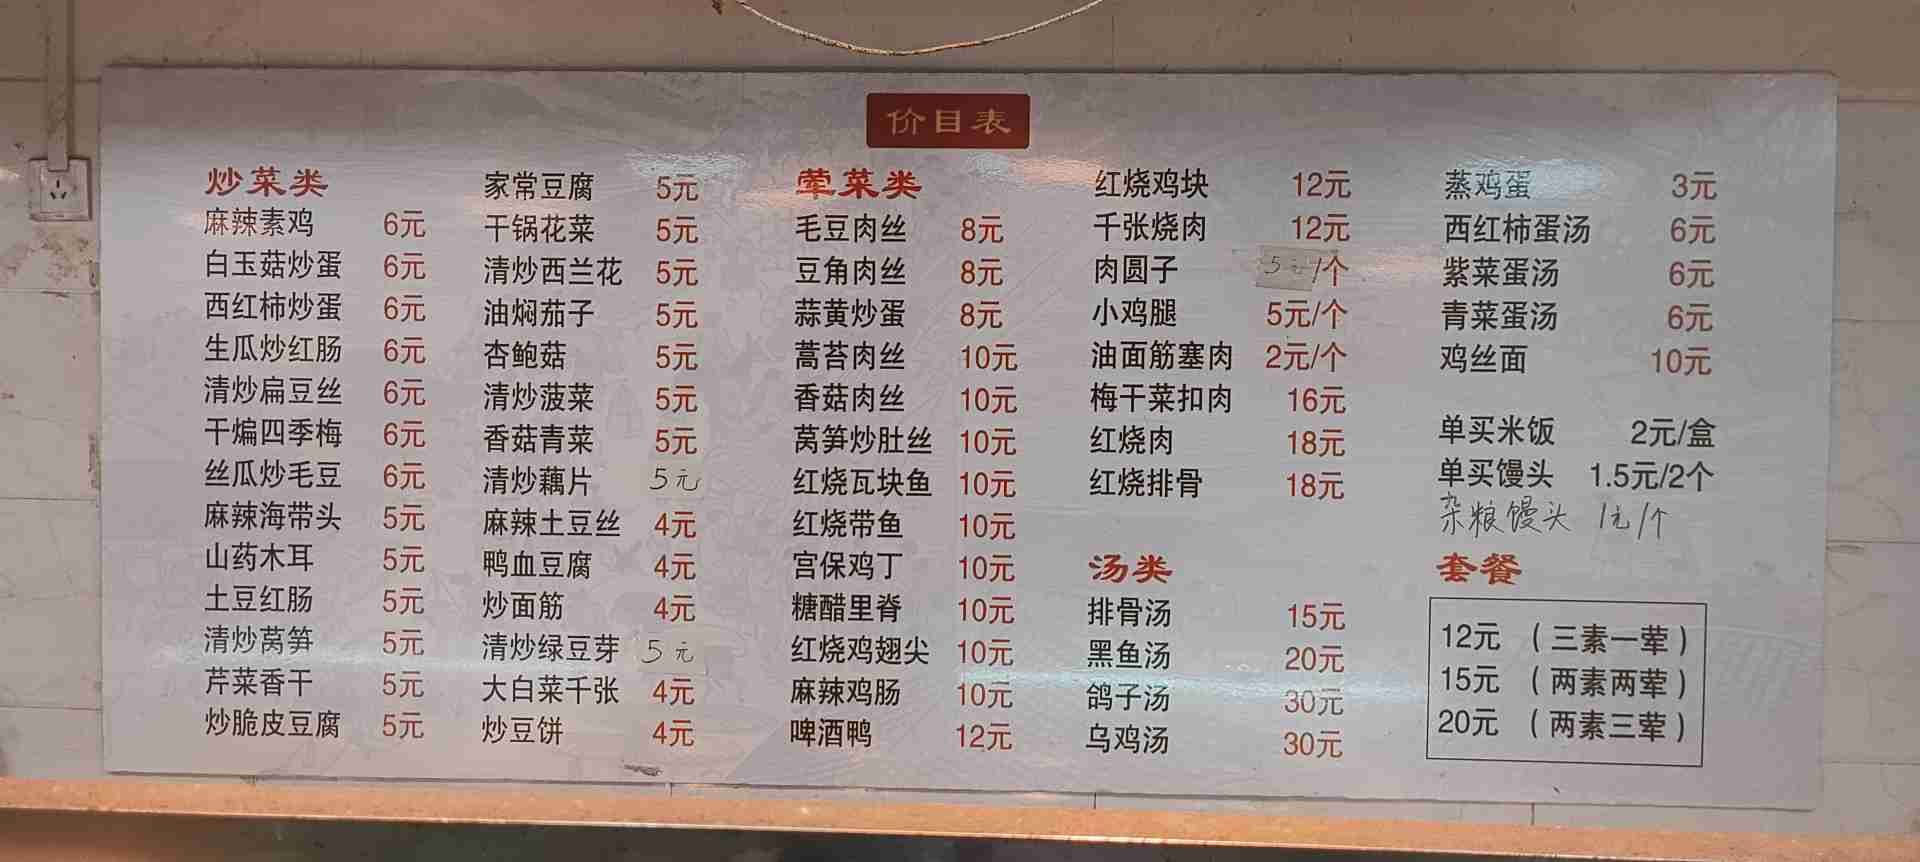 价目表
炒菜类
麻辣素鸡 6元
白玉菇炒蛋 6元
西红柿炒蛋 6元
生瓜炒红肠 6元
清炒扁豆丝 6元
干煸四季梅 6元
丝瓜炒毛豆 6元
麻辣海带头 5元
山药木耳 5元
土豆红肠 5元
清炒莴笋 5元
芹菜香干 5元
炒脆皮豆腐 5元
家常豆腐 5元
干锅花菜 5元
清炒西兰花 5元
油焖茄子 5元
杏鲍菇 5元
清炒菠菜 5元
香菇青菜 5元
清炒藕片 5元
麻辣土豆丝 4元
鸭血豆腐 4元
炒面筋 4元
清炒绿豆芽 5元
大白菜千张 4元
炒豆饼 4元
荤菜类
毛豆肉丝 8元
豆角肉丝 8元
蒜黄炒蛋 8元
蒿苔肉丝 10元
香菇肉丝 10元
莴笋炒肚丝 10元
红烧瓦块鱼 10元
红烧带鱼 10元
宫保鸡丁 10元
糖醋里脊 10元
红烧鸡翅尖 10元
麻辣鸡肠 10元
啤酒鸭 12元
红烧鸡块 12元
千张烧肉 12元
肉圆子 5元/个
小鸡腿 5元/个
油面筋塞肉 2元/个
梅干菜扣肉 16元
红烧肉 18元
红烧排骨 18元
汤类
排骨汤 15元
黑鱼汤 20元
鸽子汤 30元
乌鸡汤 30元
蒸鸡蛋 3元
西红柿蛋汤 6元
紫菜蛋汤 6元
青菜蛋汤 6元
鸡丝面 10元
单买米饭 2元/盒
单买馒头 1.5元/2个
杂粮馒头 1元/个
套餐
12元 （三素一荤）
15元 （两素两荤）
20元 （两素三荤）